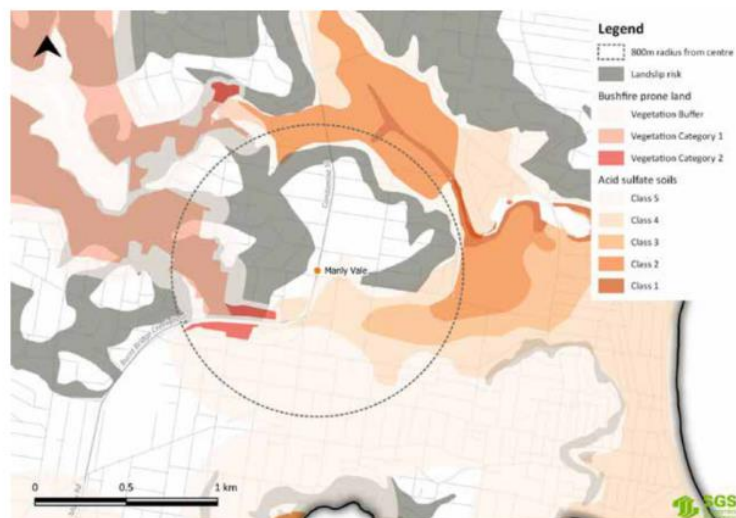 Legend
800m radius from centre
Landslip risk
Bushfire prone land
Vegetation Buffer
Vegetation Category 1
Vegetation Category 2
Acid sulfate soils
Class 5
Class 4
Class 3
Class 2
Class 1
Manly Vale
0 0.5 1 km
SGS